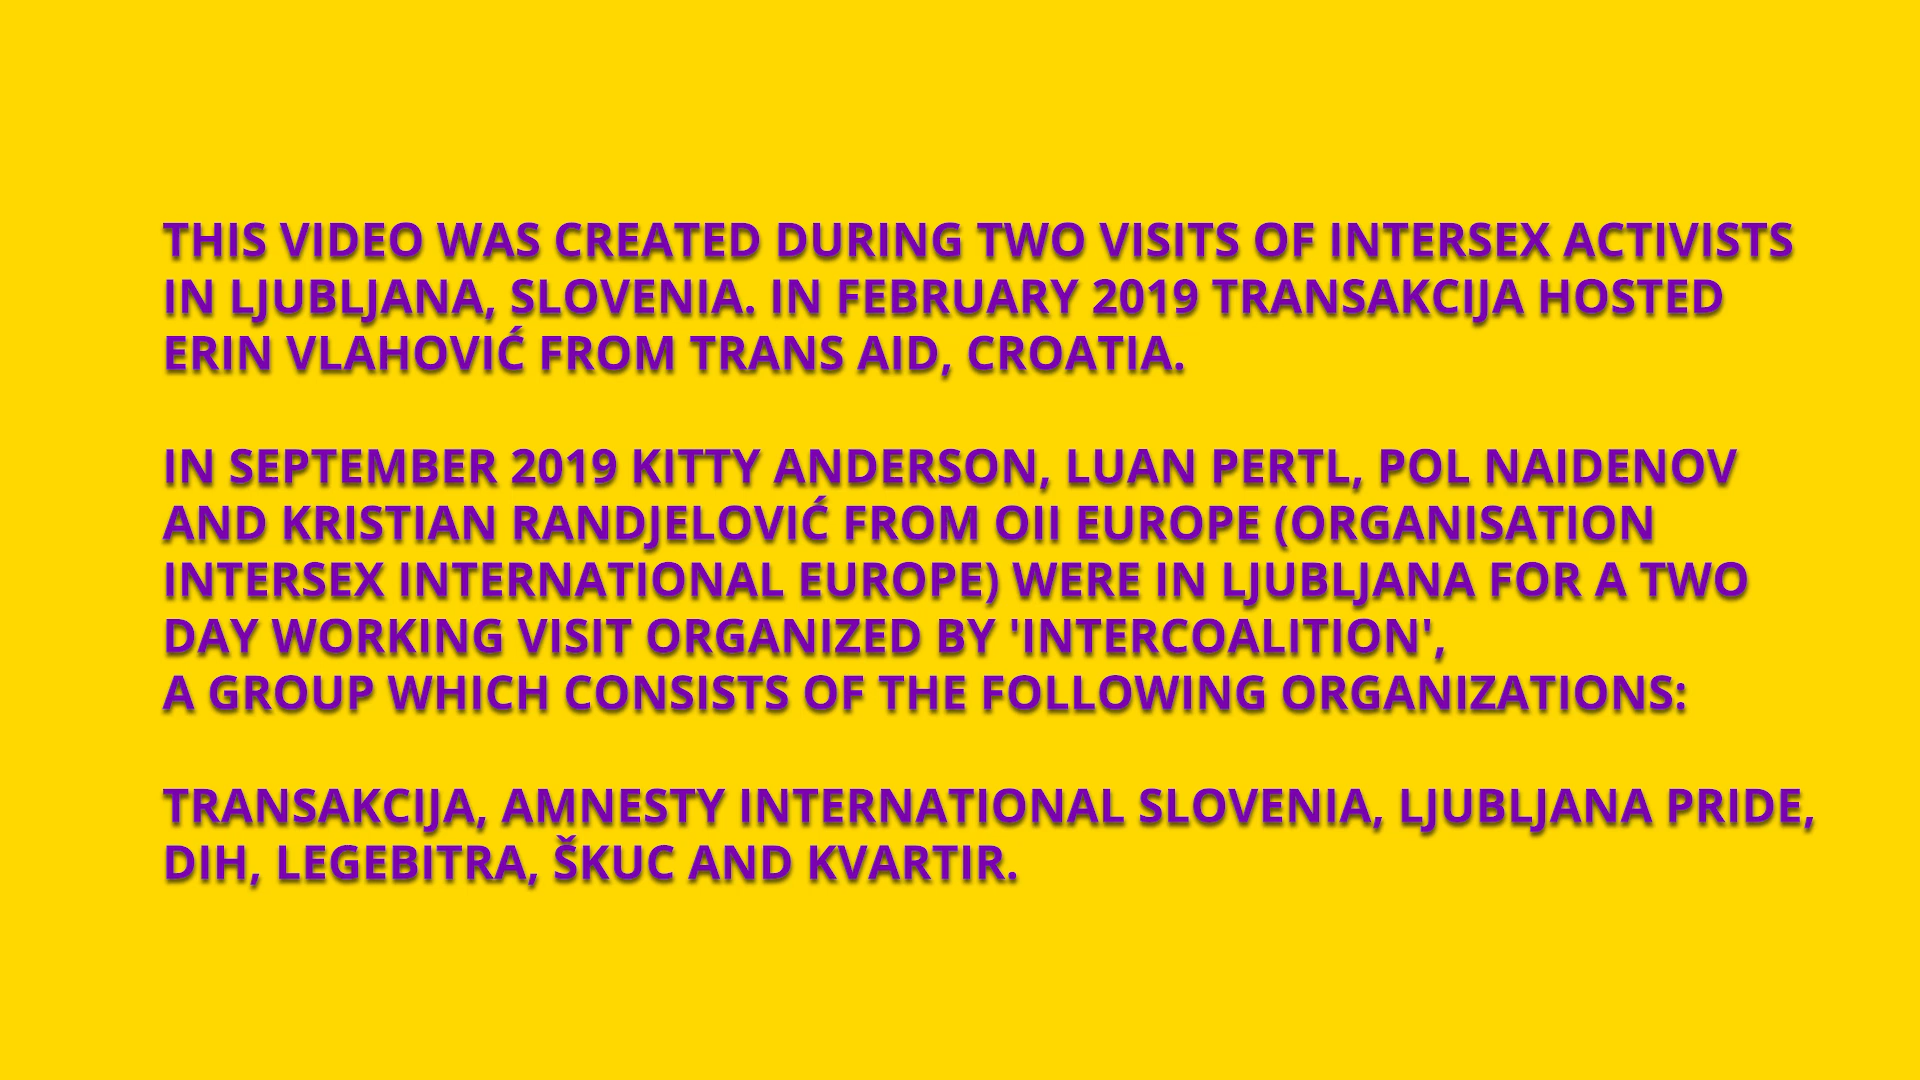 THIS VIDEO WAS CREATED DURING TWO VISITS OF INTERSEX ACTIVISTS
IN LJUBLJANA, SLOVENIA. IN FEBRUARY 2019 TRANSAKCIJA HOSTED
ERIN VLAHOVIĆ FROM TRANS AID, CROATIA.
IN SEPTEMBER 2019 KITTY ANDERSON, LUAN PERTL, POL NAIDENOV
AND KRISTIAN RANDJELOVIĆ FROM OII EUROPE (ORGANISATION
INTERSEX INTERNATIONAL EUROPE) WERE IN LJUBLJANA FOR A TWO
DAY WORKING VISIT ORGANIZED BY 'INTERCOALITION',
A GROUP WHICH CONSISTS OF THE FOLLOWING ORGANIZATIONS:
TRANSAKCIJA, AMNESTY INTERNATIONAL SLOVENIA, LJUBLJANA PRIDE,
DIH, LEGEBITRA, ŠKUC AND KVARTIR.